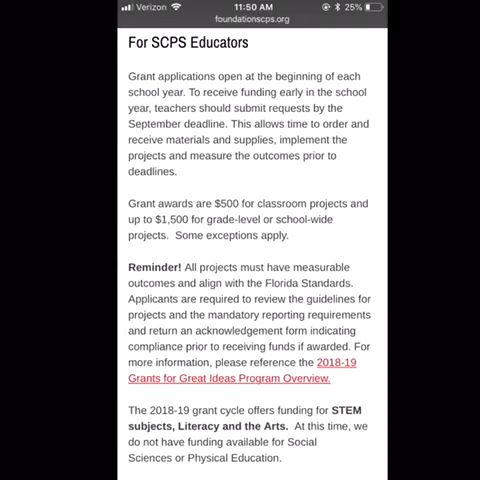 Verizon 11:50 AM 25%
foundationscps.org
For SCPS Educators
Grant applications open at the beginning of each
school year. To receive funding early in the school
year, teachers should submit requests by the
September deadline. This allows time to order and
receive materials and supplies, implement the
projects and measure the outcomes prior to
deadlines.
Grant awards are $500 for classroom projects and
up to $1,500 for grade-level or school-wide
projects. Some exceptions apply.
Reminder! All projects must have measurable
outcomes and align with the Florida Standards.
Applicants are required to review the guidelines for
projects and the mandatory reporting requirements
and return an acknowledgement form indicating
compliance prior to receiving funds if awarded. For
more information, please reference the 2018-19
Grants for Great Ideas Program Overview.
The 2018-19 grant cycle offers funding for STEM
subjects, Literacy and the Arts. At this time, we
do not have funding available for Social
Sciences or Physical Education.